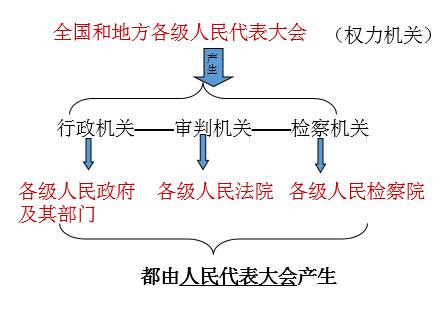 全国和地方各级人民代表大会 （权力机关）
产生
行政机关——审判机关——检察机关
各级人民政府及其部门 各级人民法院 各级人民检察院
都由人民代表大会产生